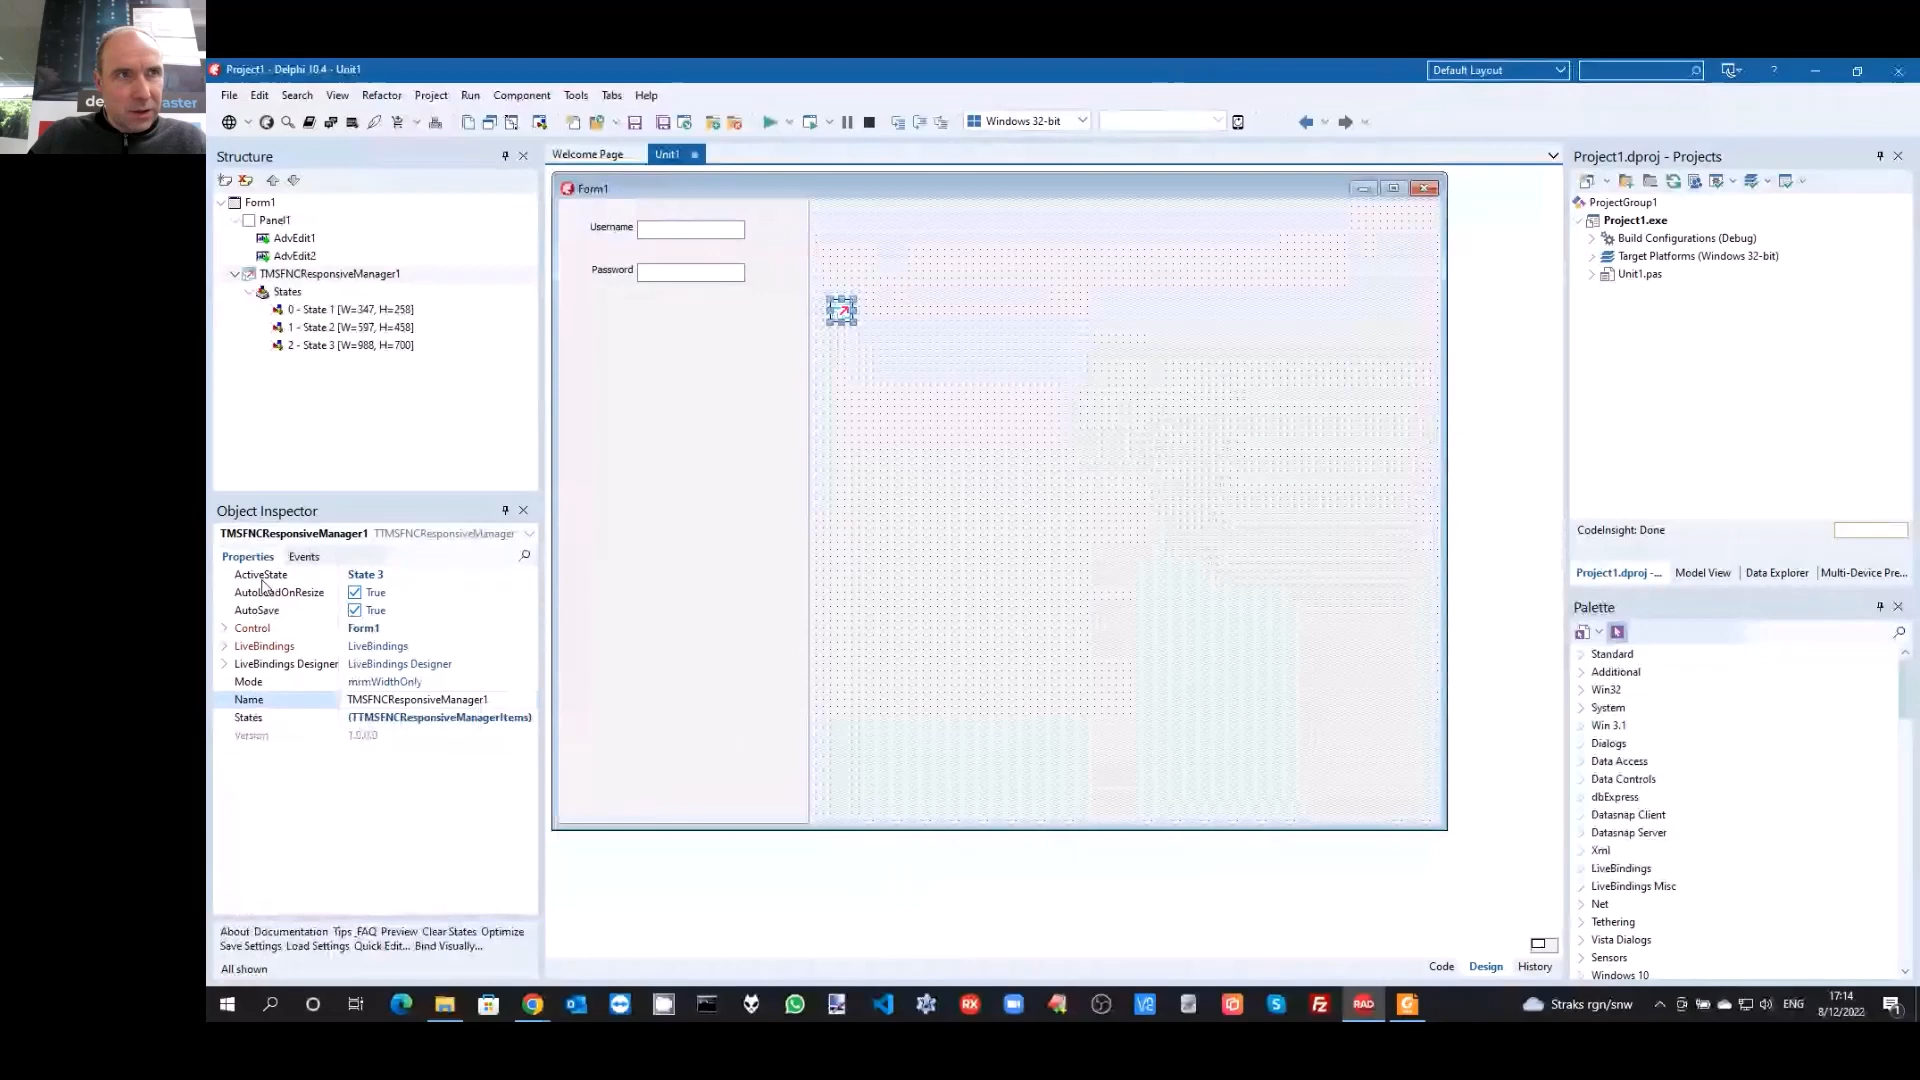 de aster
Project1 - Delphi 10.4 - Unit1
Default Layout
File Edit Search View Refactor Project Run Component Tools Tabs Help
Windows 32-bit
Structure
Form1
Panel1
AdvEdit1
AdvEdit2
TMSFNCResponsiveManager1
States
0 - State 1 [W=347, H=258]
1 - State 2 [W=597, H=458]
2 - State 3 [W=988, H=700]
Object Inspector
TMSFNCResponsiveManager1 TTMSFNCResponsiveManager
Properties Events
ActiveState State 3
AutoLoadOnResize True
AutoSave True
Control Form1
LiveBindings LiveBindings
LiveBindings Designer LiveBindings Designer
Mode mrmWidthOnly
Name TMSFNCResponsiveManager1
States (TTMSFNCResponsiveManagerItems)
Version 1.0.0.0
About Documentation Tips_FAQ Preview Clear States Optimize
Save Settings Load Settings Quick Edit... Bind Visually...
All shown
Welcome Page Unit1
Form1
Username
Password
Code Design History
Project1.dproj - Projects
ProjectGroup1
Project1.exe
Build Configurations (Debug)
Target Platforms (Windows 32-bit)
Unit1.pas
CodeInsight: Done
Project1.dproj -... Model View Data Explorer Multi-Device Pre...
Palette
Standard
Additional
Win32
System
Win 3.1
Dialogs
Data Access
Data Controls
dbExpress
Datasnap Client
Datasnap Server
Xml
LiveBindings
LiveBindings Misc
Net
Tethering
Vista Dialogs
Sensors
Windows 10
RX
RAD
Straks rgn/snw
ENG
17:14
8/12/2022